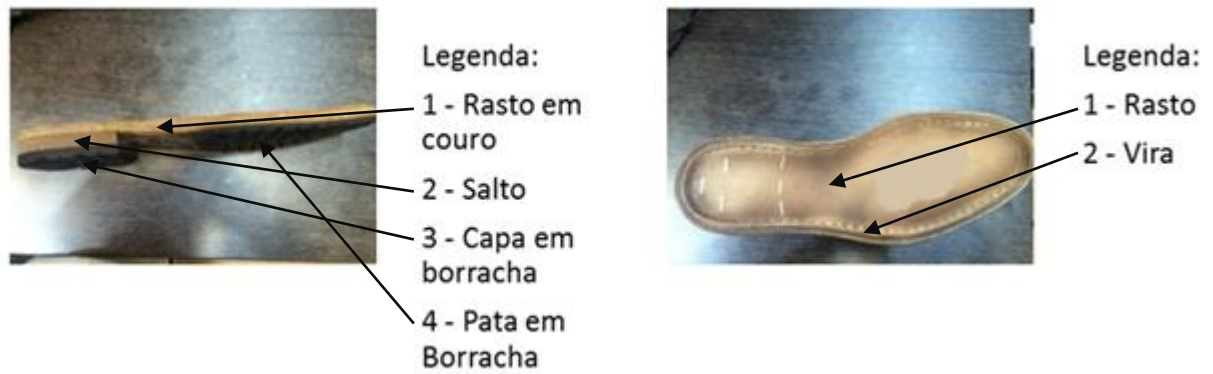 Legenda:
1 - Rasto em
couro
2 - Salto
3 - Capa em
borracha
4 - Pata em
Borracha
Legenda:
1 - Rasto
2 - Vira